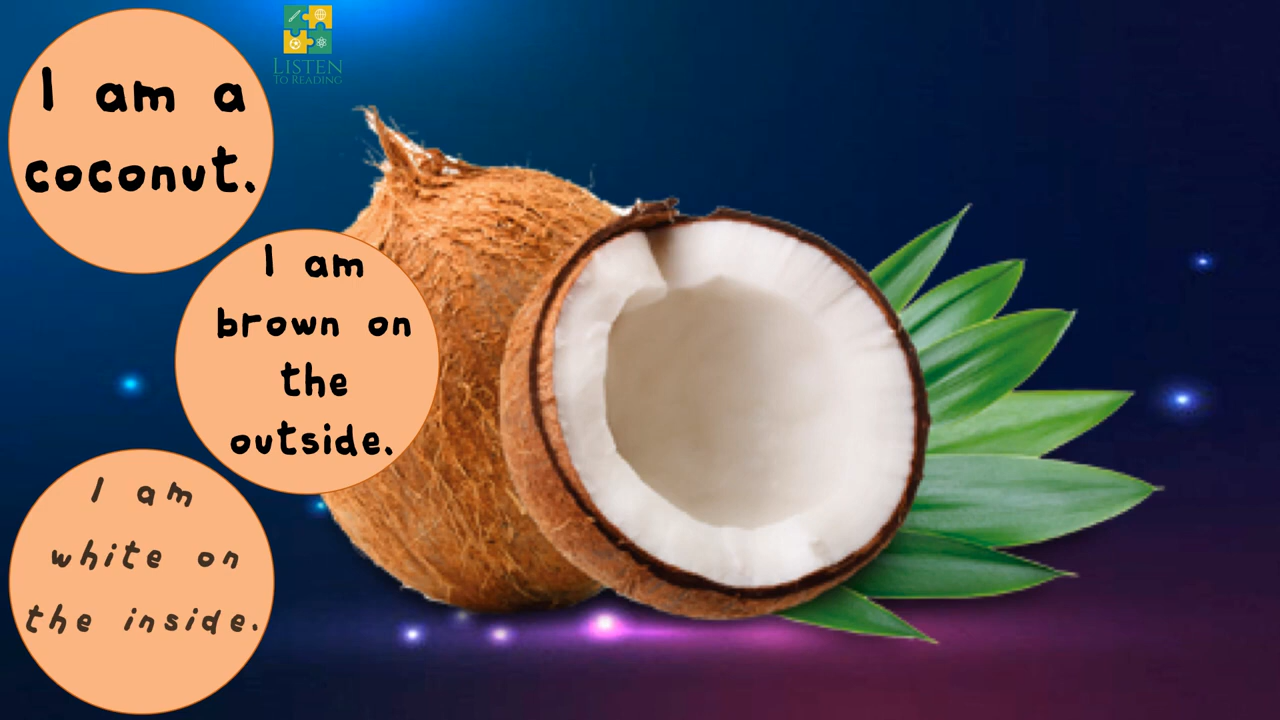 I am a
coconut.
LISTEN
TO READING
I am
brown on
the
outside.
I am
white on
the inside.